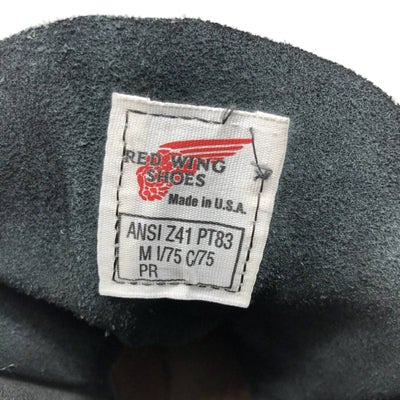 RED WING
SHOES
Made in U.S.A.
ANSI Z41 PT83
M I/75 C/75
PR